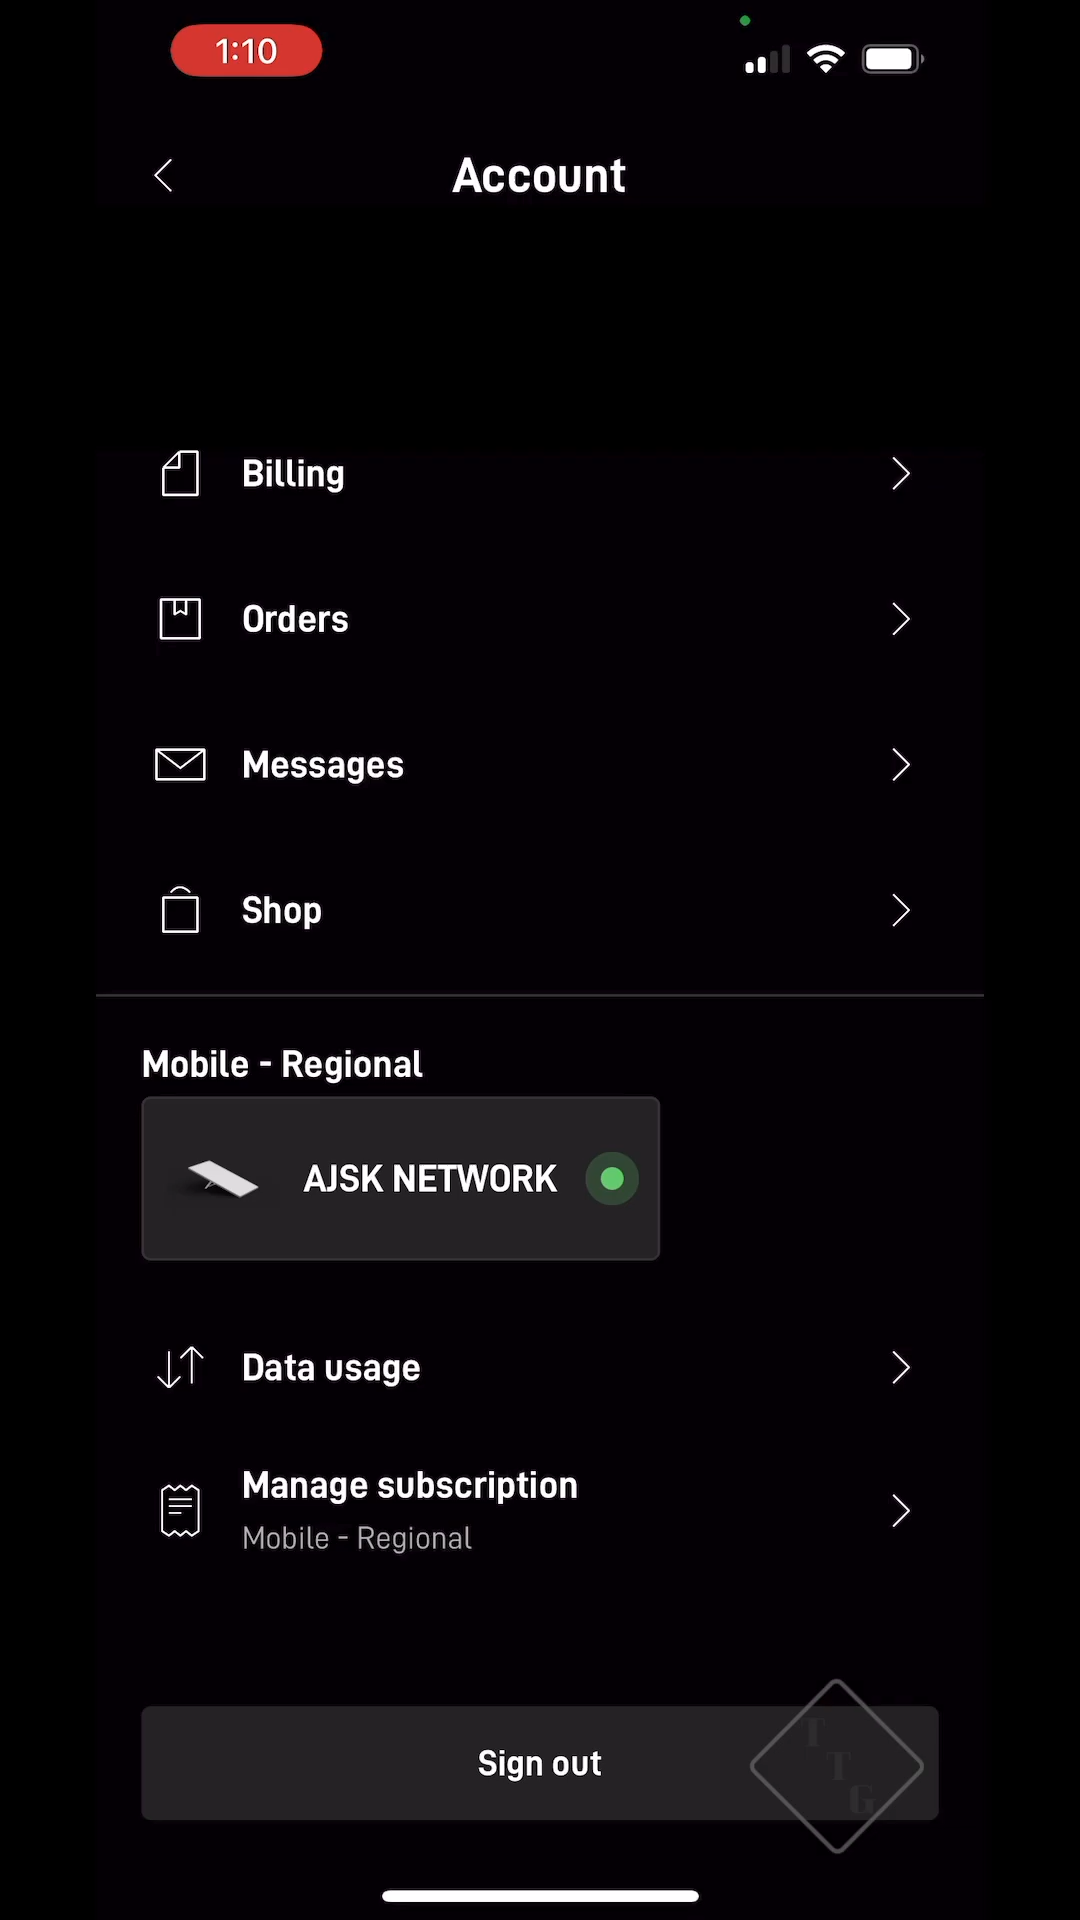 1:10
Account
Billing
Orders
Messages
Shop
Mobile - Regional
AJSK NETWORK
Data usage
Manage subscription
Mobile - Regional
Sign out
T
T
G